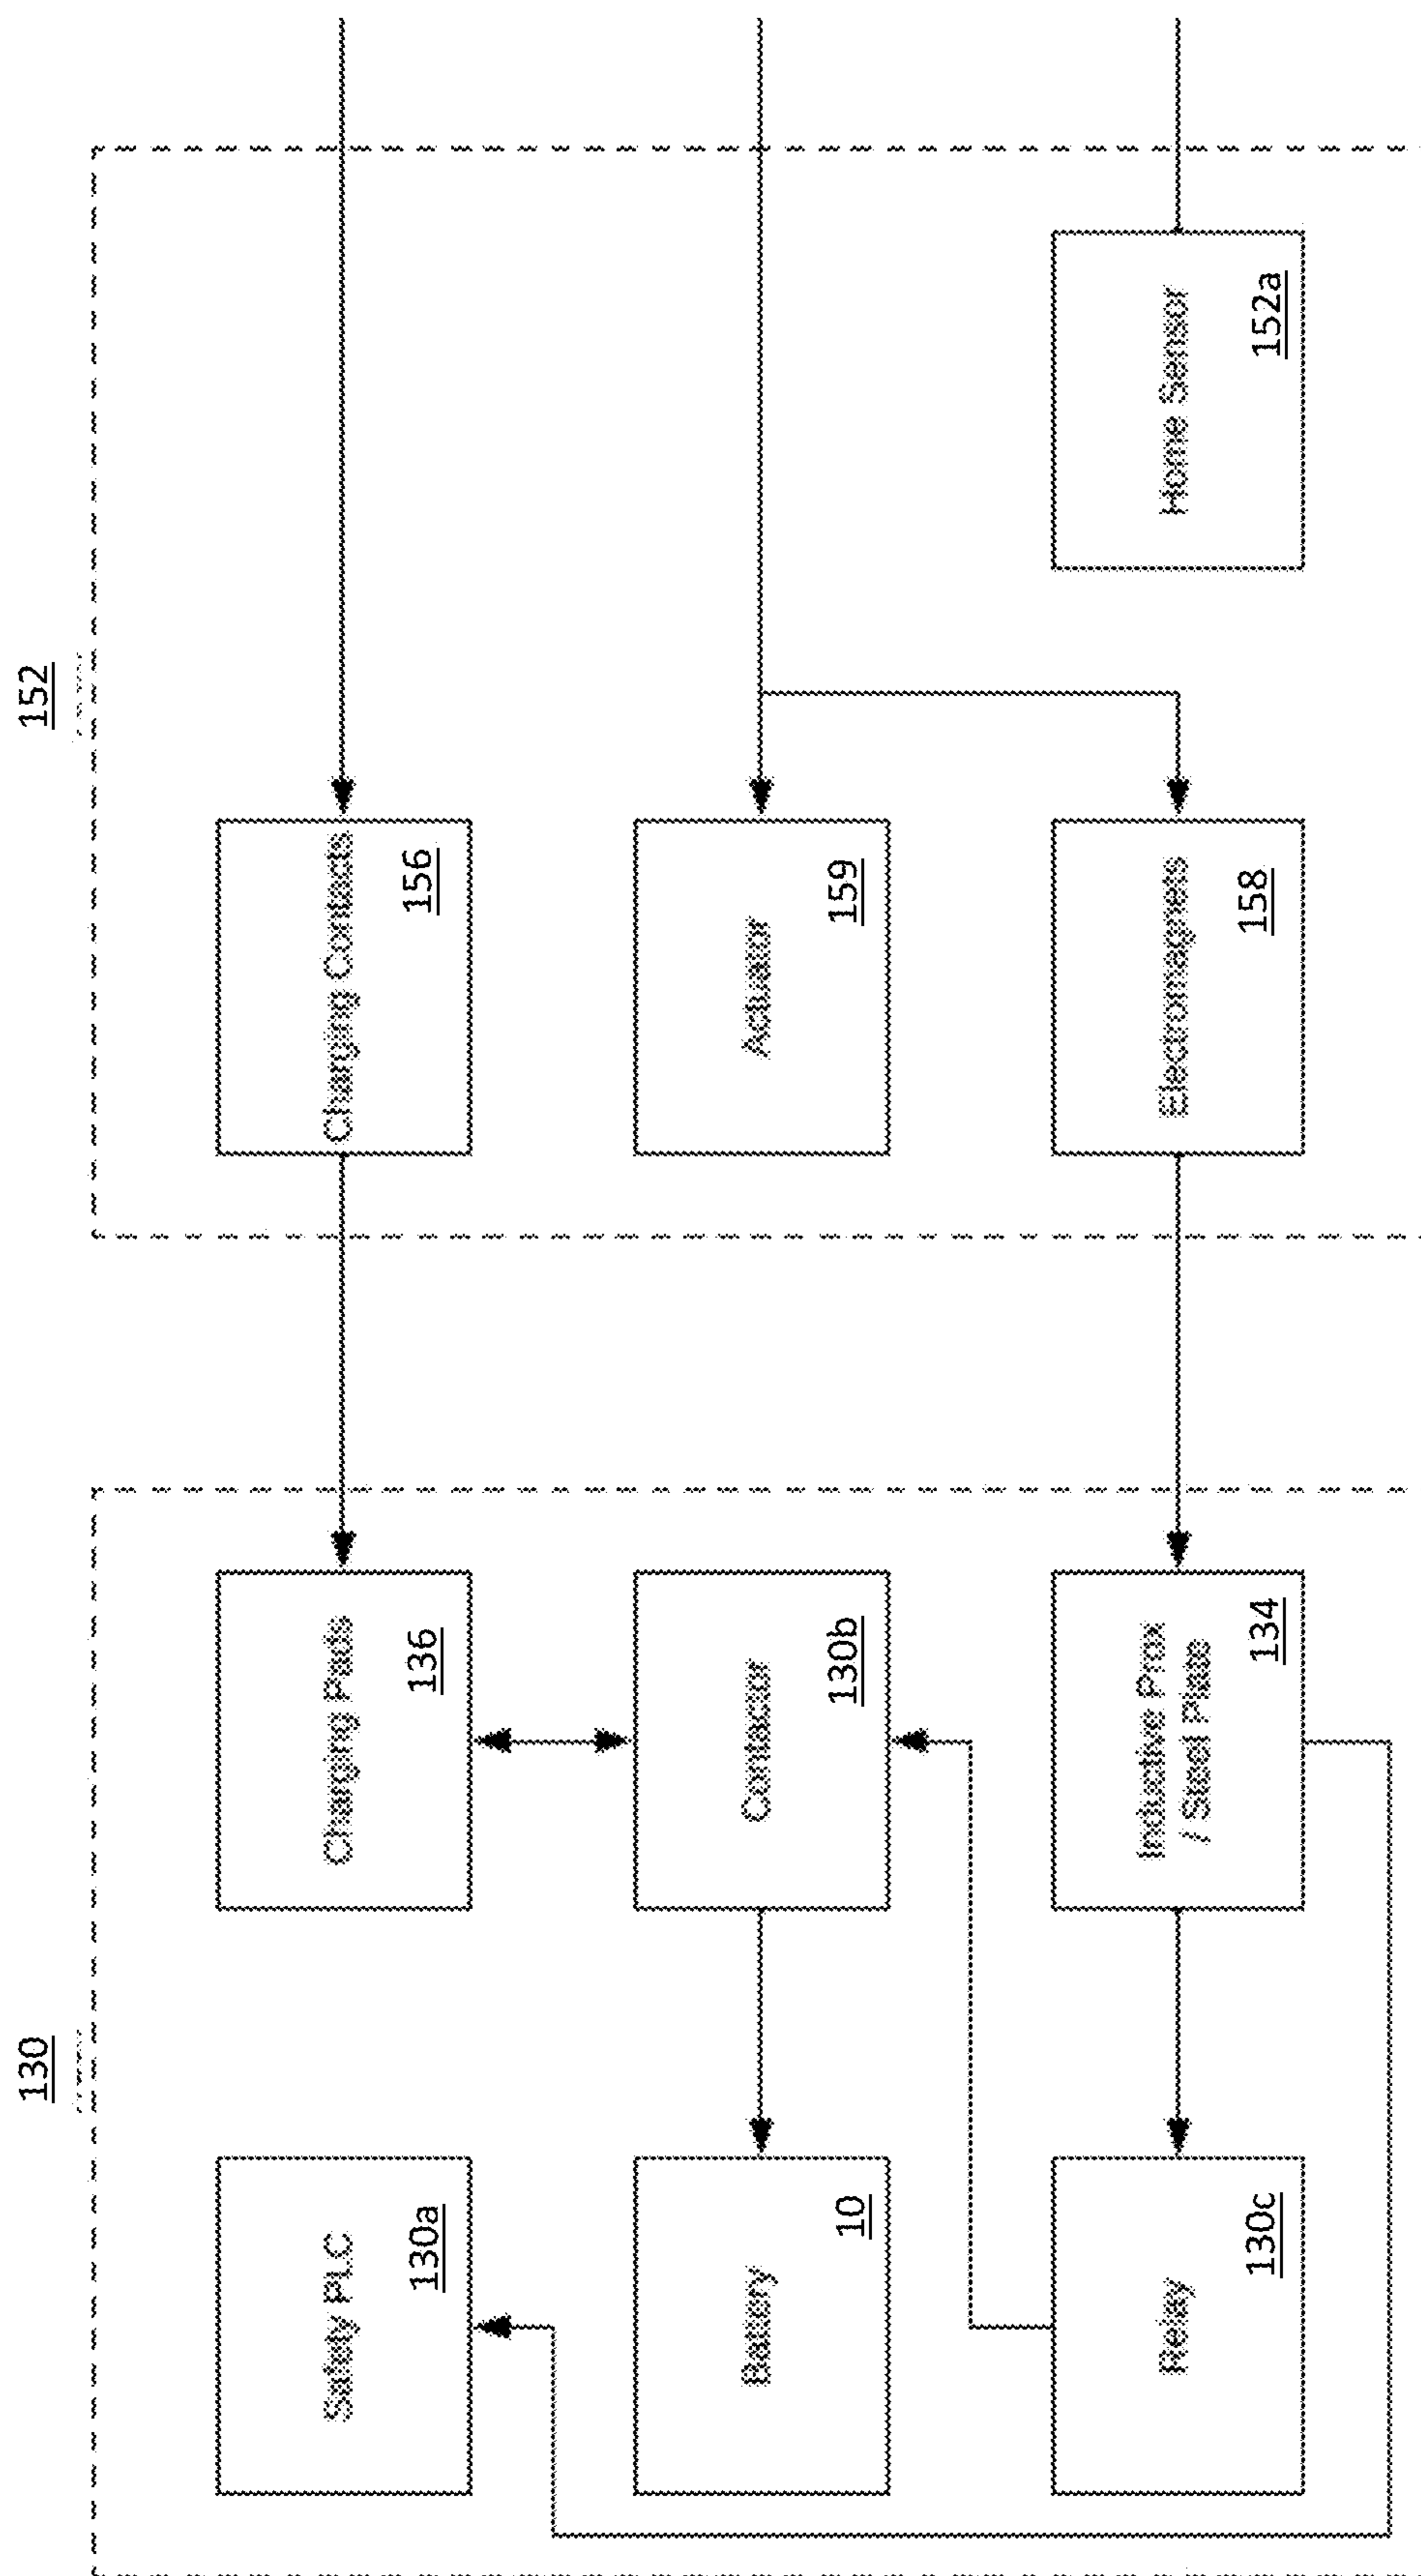 130
152
Safety PLC
130a
Charging Pads
136
Charging Contacts
156
Battery
10
Contactor
130b
Actuator
159
Relay
130c
Inductive Prox
/ Steel Plate
134
Electromagnets
158
Home Sensor
152a